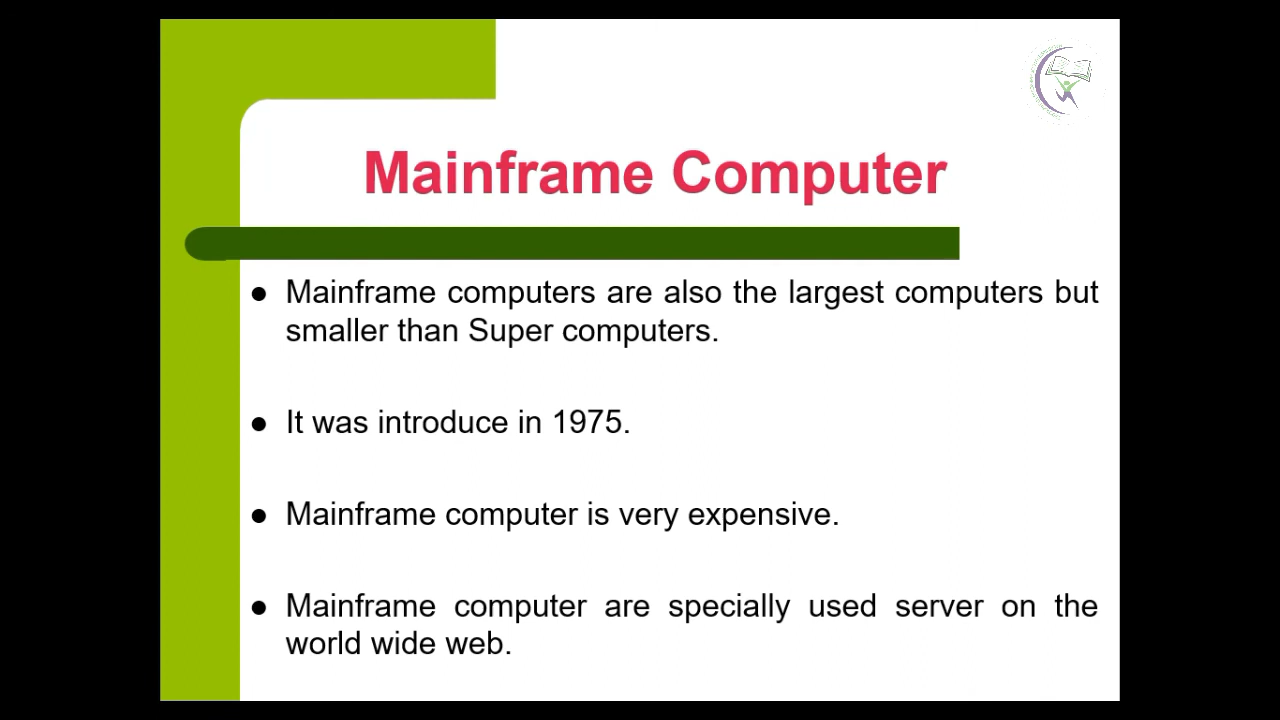 Mainframe Computer
● Mainframe computers are also the largest computers but
smaller than Super computers.
● It was introduce in 1975.
● Mainframe computer is very expensive.
● Mainframe computer are specially used server on the
world wide web.